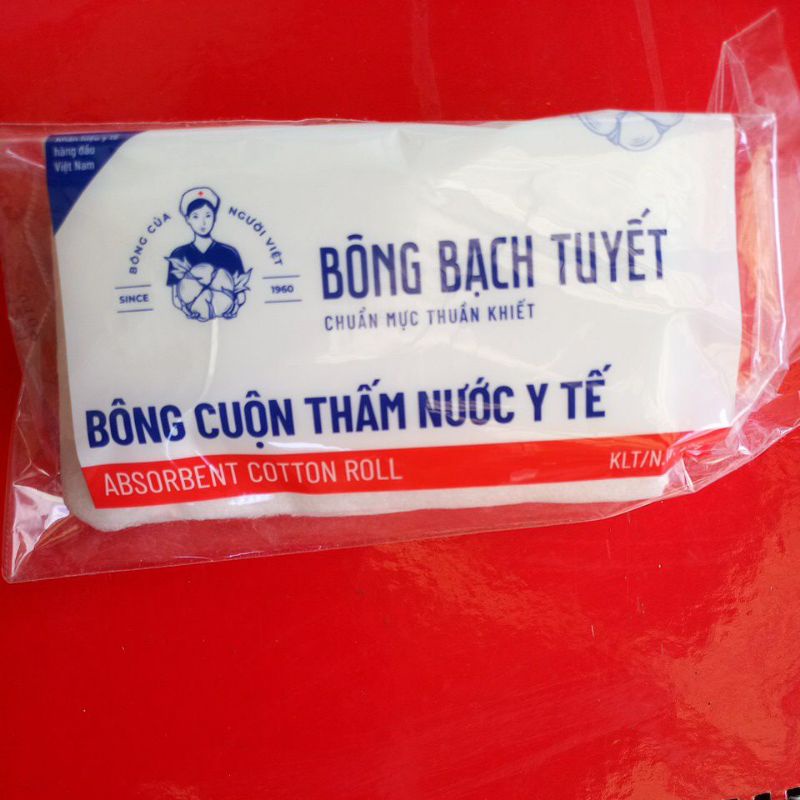 hàng đầu
Việt Nam
BÔNG CỦA NGƯỜI VIỆT
SINCE 1960
BÔNG BẠCH TUYẾT
CHUẨN MỰC THUẦN KHIẾT
BÔNG CUỘN THẤM NƯỚC Y TẾ
ABSORBENT COTTON ROLL KLT/N.